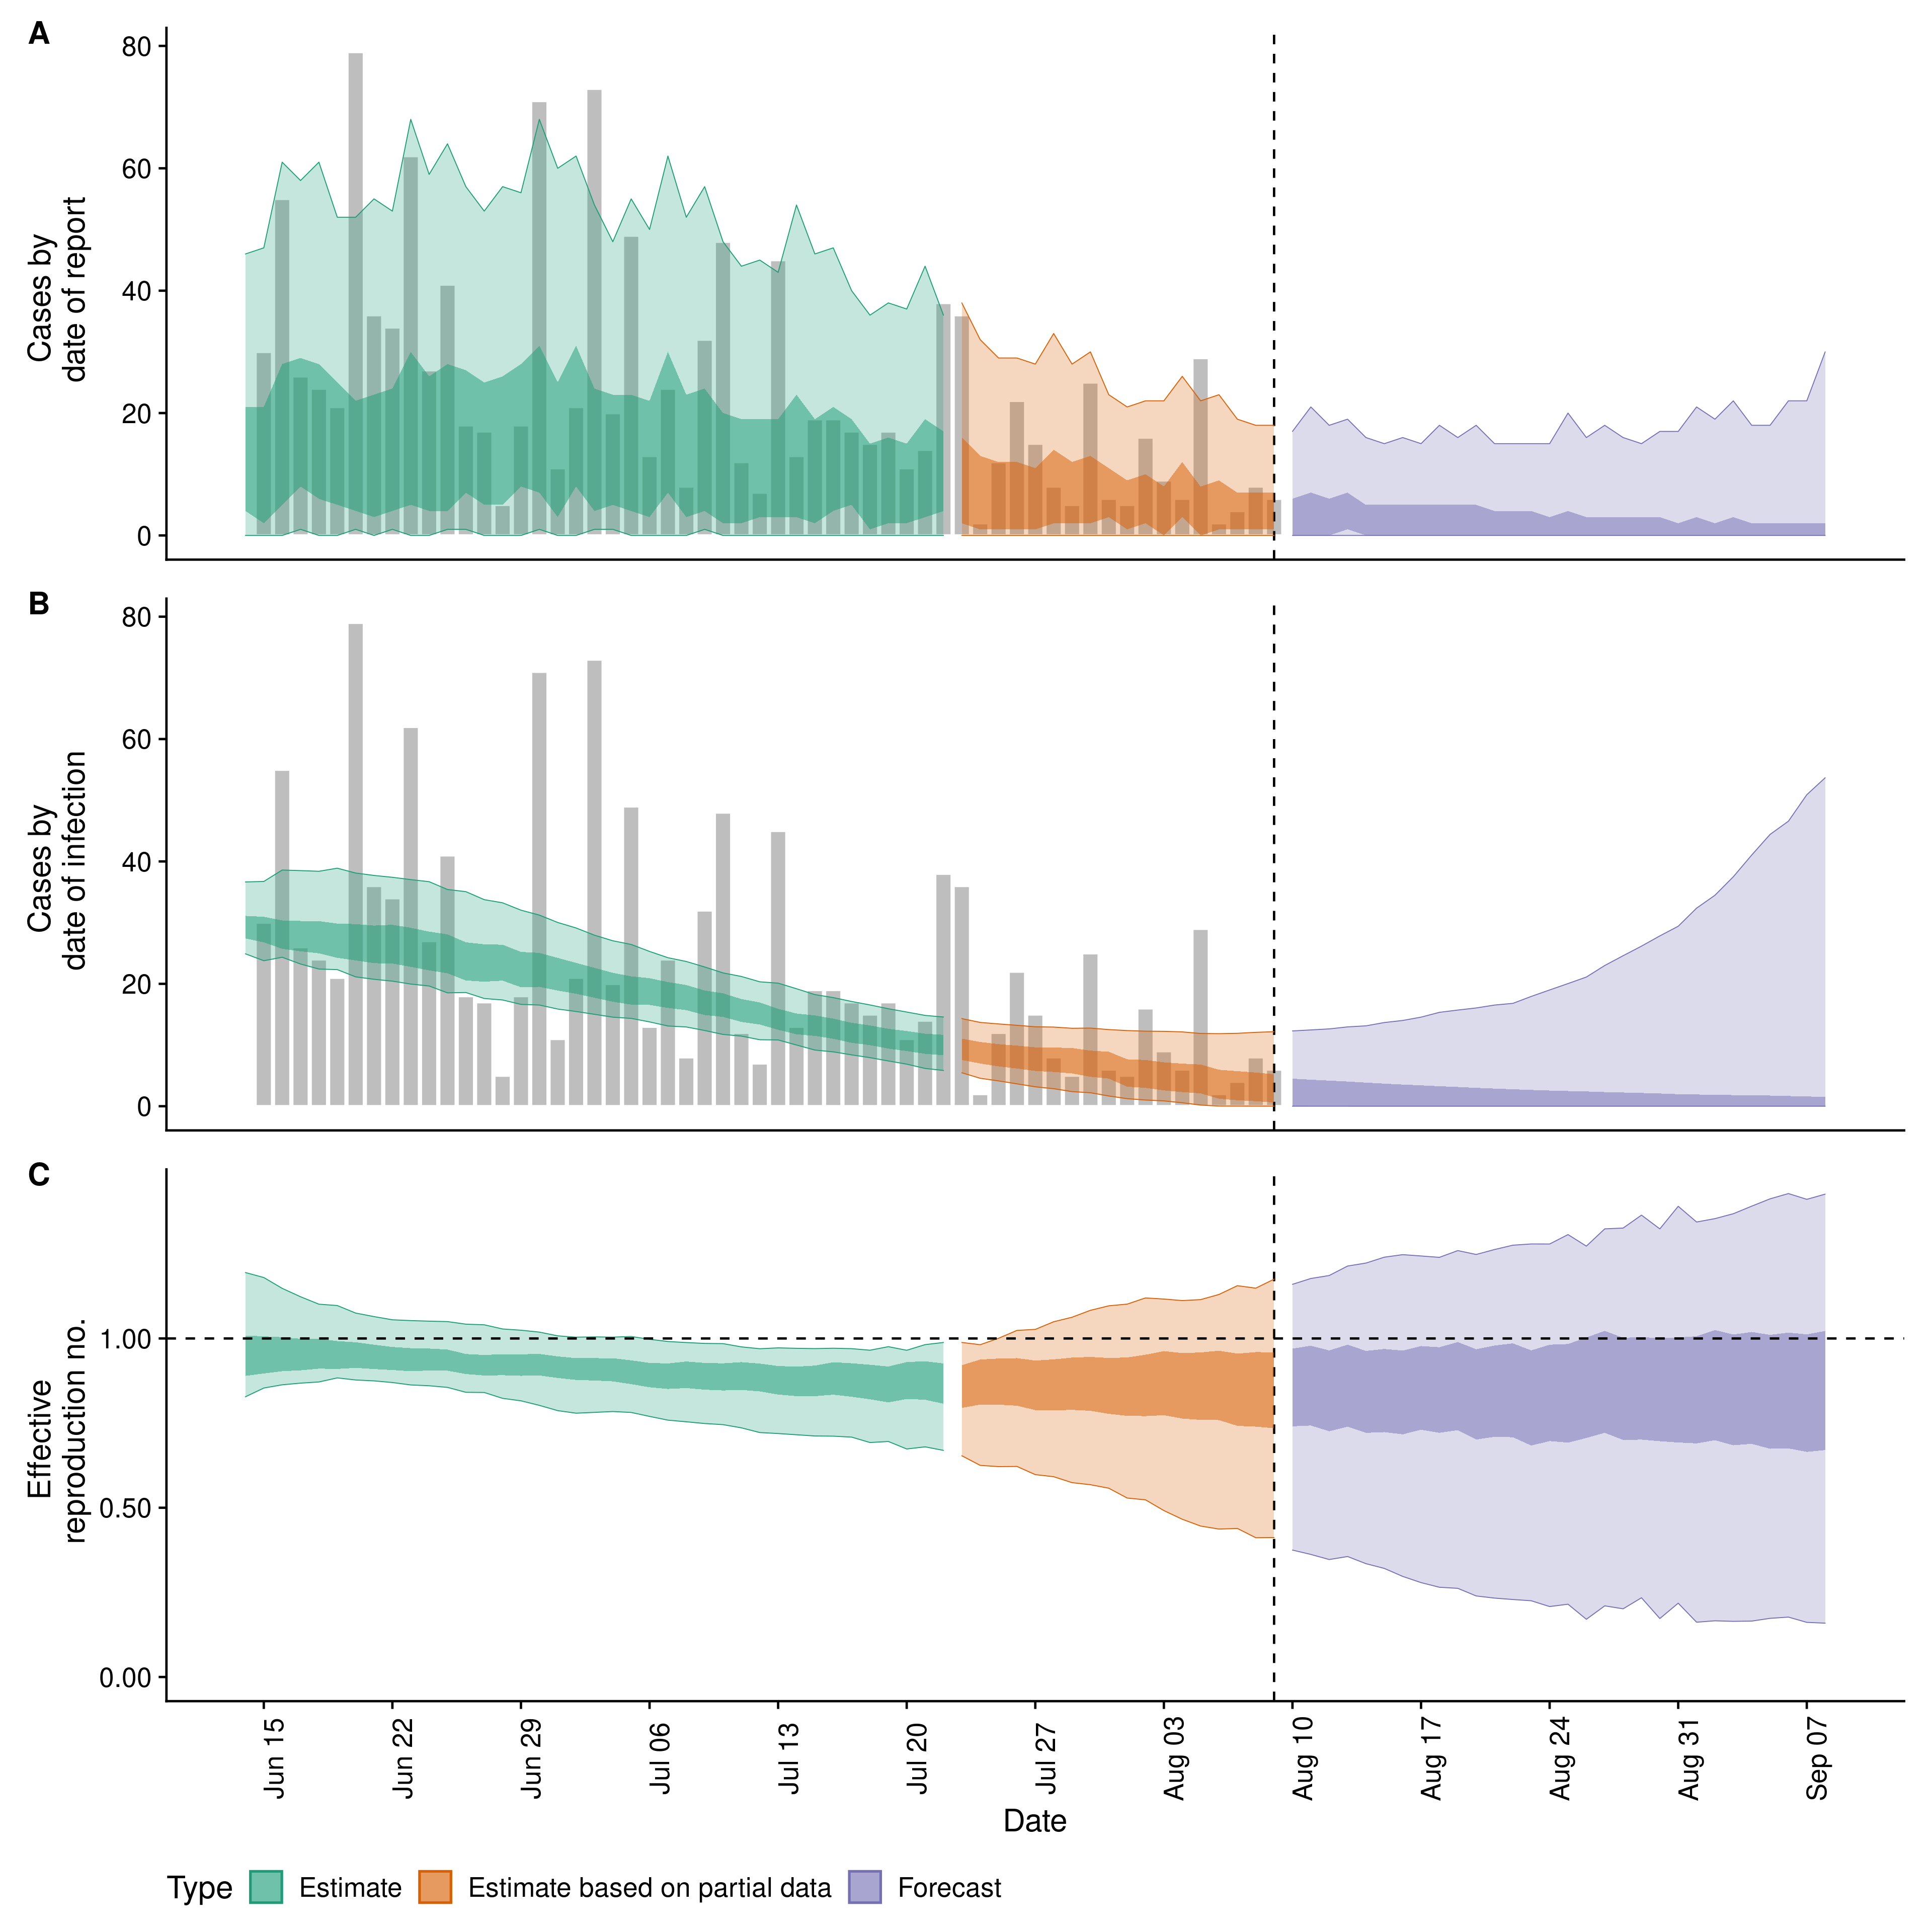 A
80
60
40
20
0
Cases by
date of report
B
80
60
40
20
0
Cases by
date of infection
C
1.00
0.50
0.00
Effective
reproduction no.
Jun 15
Jun 22
Jun 29
Jul 06
Jul 13
Jul 20
Jul 27
Aug 03
Aug 10
Aug 17
Aug 24
Aug 31
Sep 07
Date
Type Estimate Estimate based on partial data Forecast